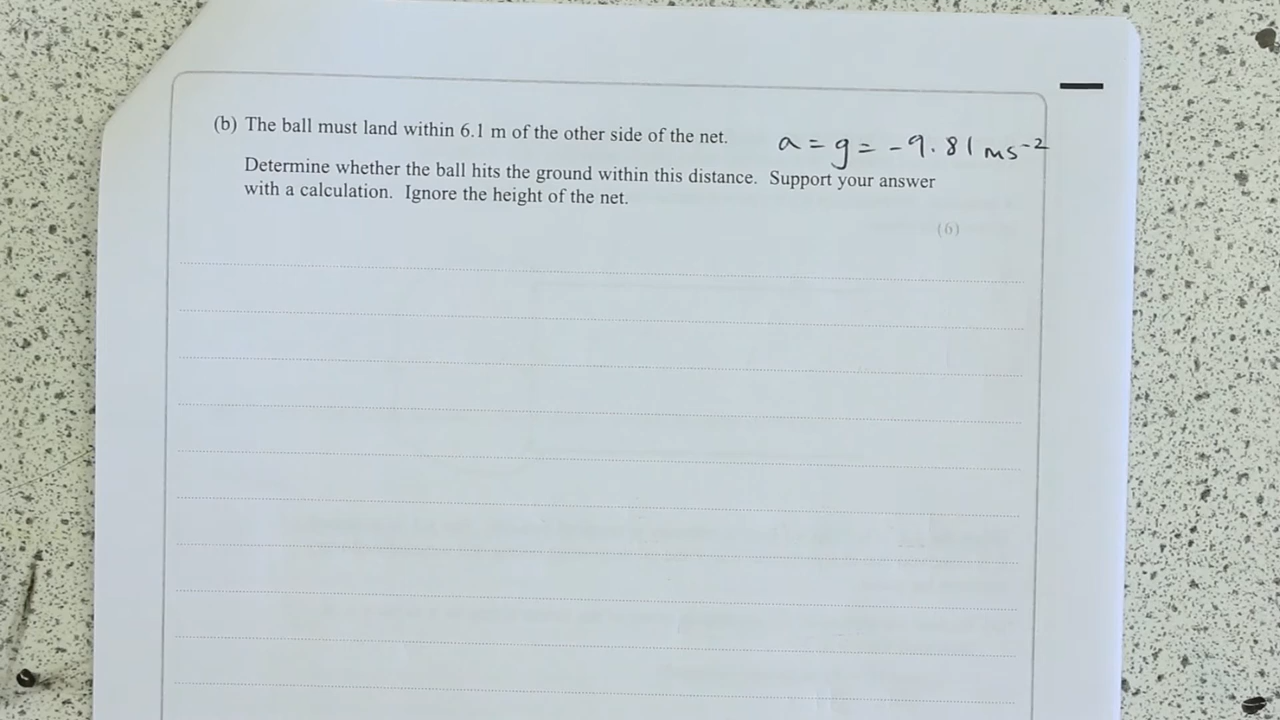 (b) The ball must land within 6.1 m of the other side of the net.
a = g = -9.81 ms⁻²
Determine whether the ball hits the ground within this distance. Support your answer
with a calculation. Ignore the height of the net.
(6)